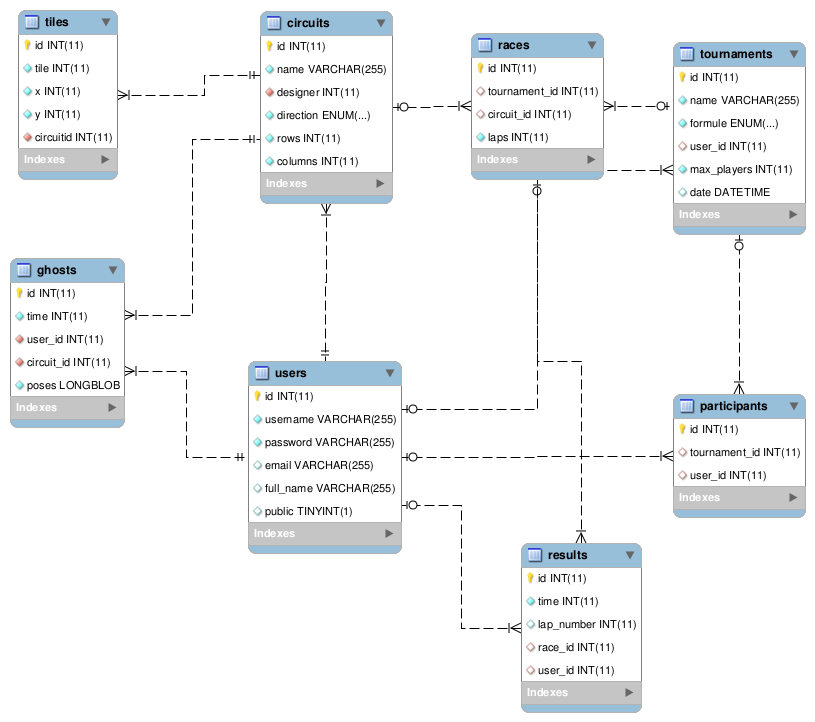 tiles
id INT(11)
tile INT(11)
x INT(11)
y INT(11)
circuitid INT(11)
Indexes
circuits
id INT(11)
name VARCHAR(255)
designer INT(11)
direction ENUM(...)
rows INT(11)
columns INT(11)
Indexes
races
id INT(11)
tournament_id INT(11)
circuit_id INT(11)
laps INT(11)
Indexes
tournaments
id INT(11)
name VARCHAR(255)
formule ENUM(...)
user_id INT(11)
max_players INT(11)
date DATETIME
Indexes
ghosts
id INT(11)
time INT(11)
user_id INT(11)
circuit_id INT(11)
poses LONGBLOB
Indexes
users
id INT(11)
username VARCHAR(255)
password VARCHAR(255)
email VARCHAR(255)
full_name VARCHAR(255)
public TINYINT(1)
Indexes
participants
id INT(11)
tournament_id INT(11)
user_id INT(11)
Indexes
results
id INT(11)
time INT(11)
lap_number INT(11)
race_id INT(11)
user_id INT(11)
Indexes